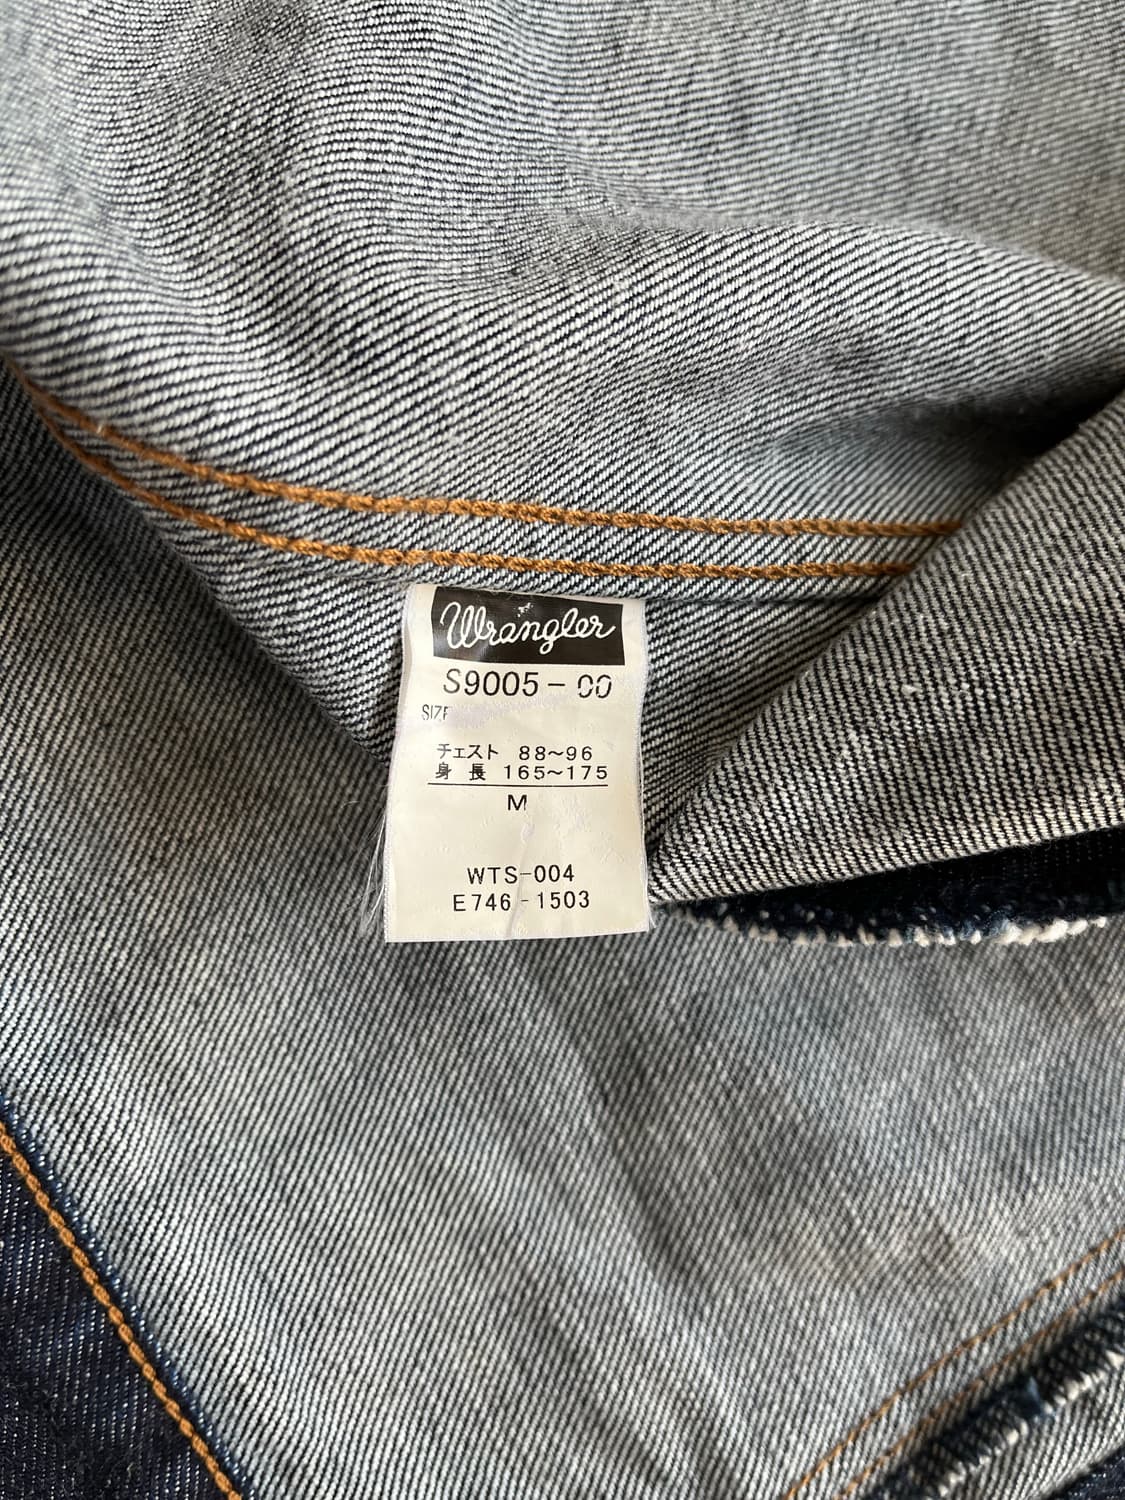 Wrangler
S9005-00
SIZE
チェスト 88~96
身長 165~175
M
WTS-004
E746-1503